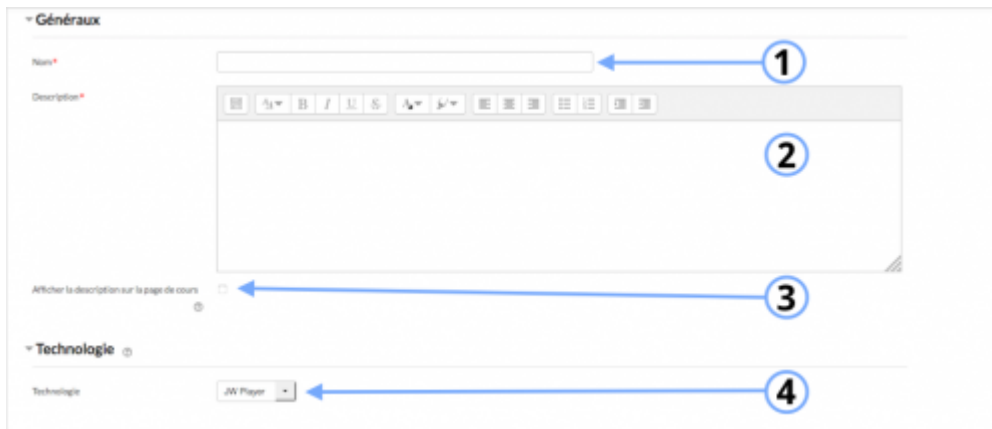 Généraux
Nom*
1
Description*
B I U S
2
Afficher la description sur la page de cours
3
Technologie
Technologie
JW Player
4